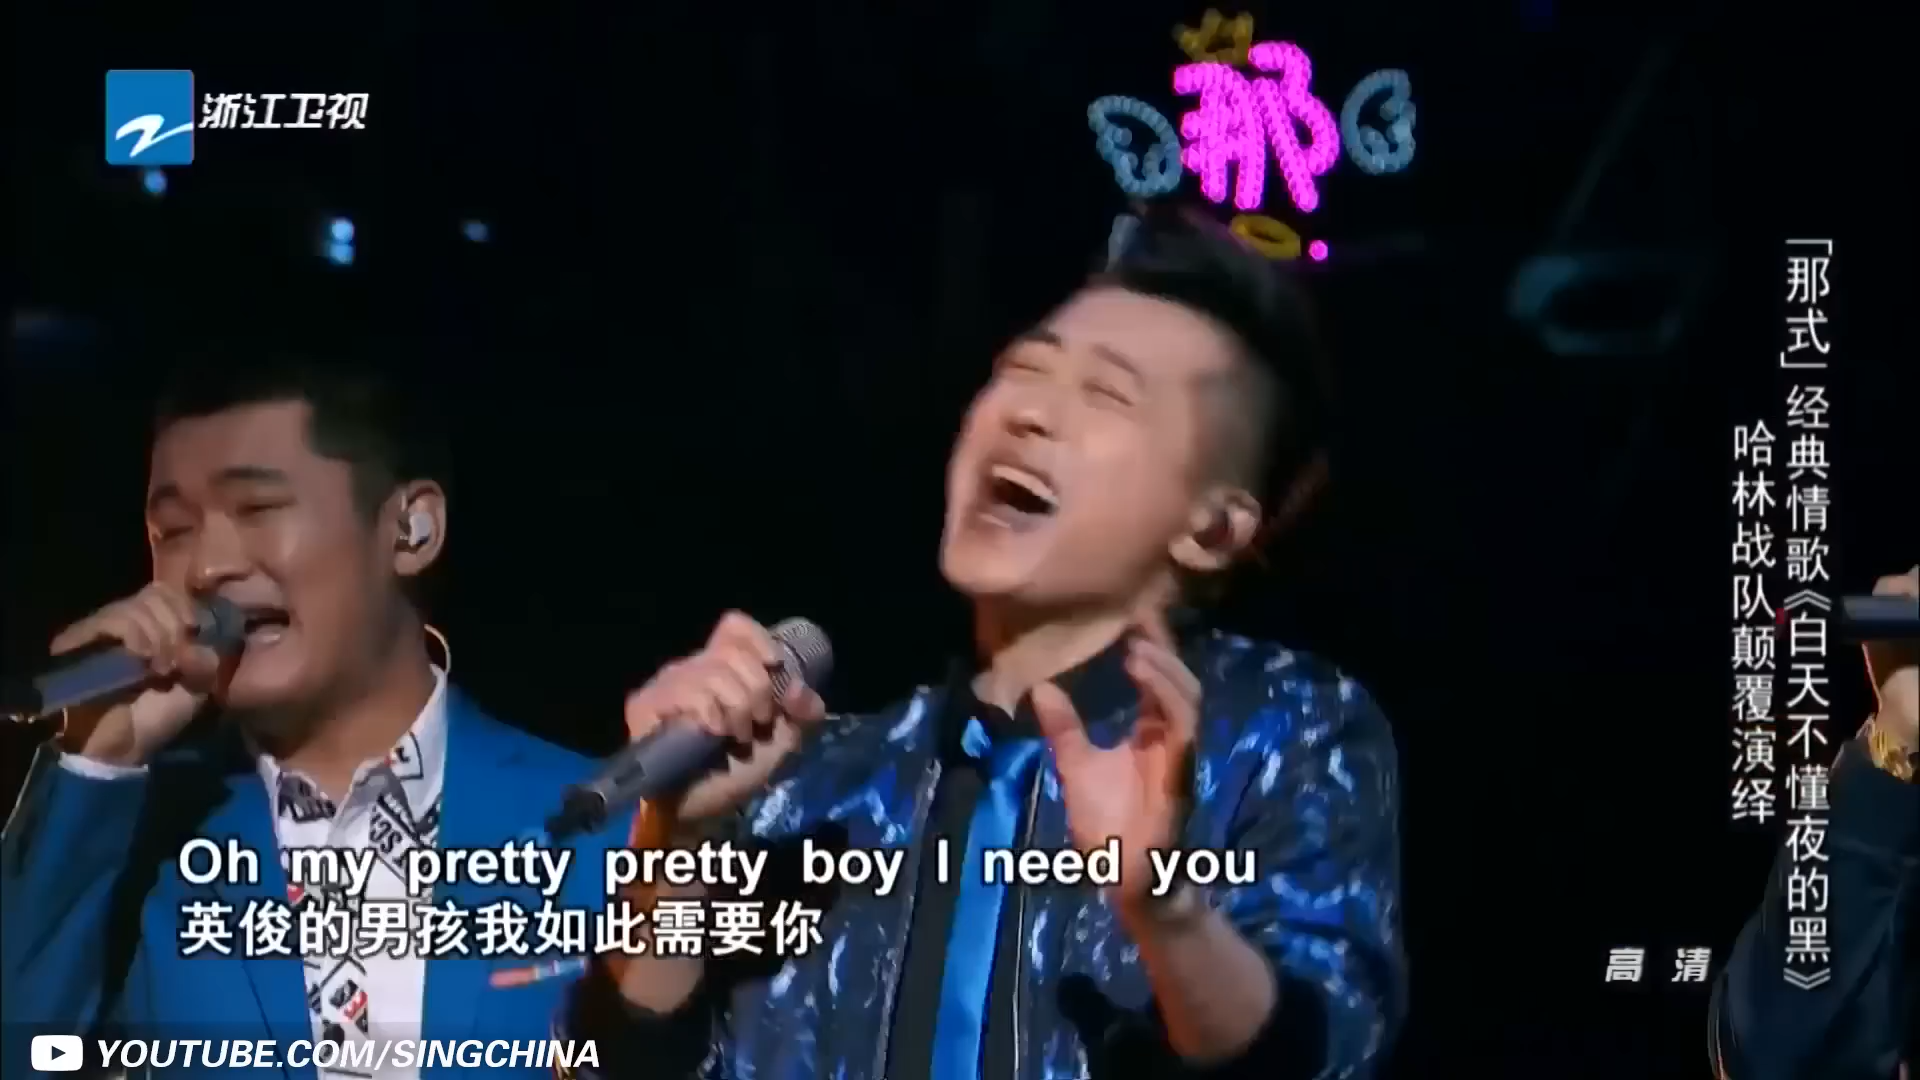 浙江卫视
那
「那式」经典情歌《白天不懂夜的黑》
哈林战队颠覆演绎
Oh my pretty pretty boy I need you
英俊的男孩我如此需要你
高清
YOUTUBE.COM/SINGCHINA